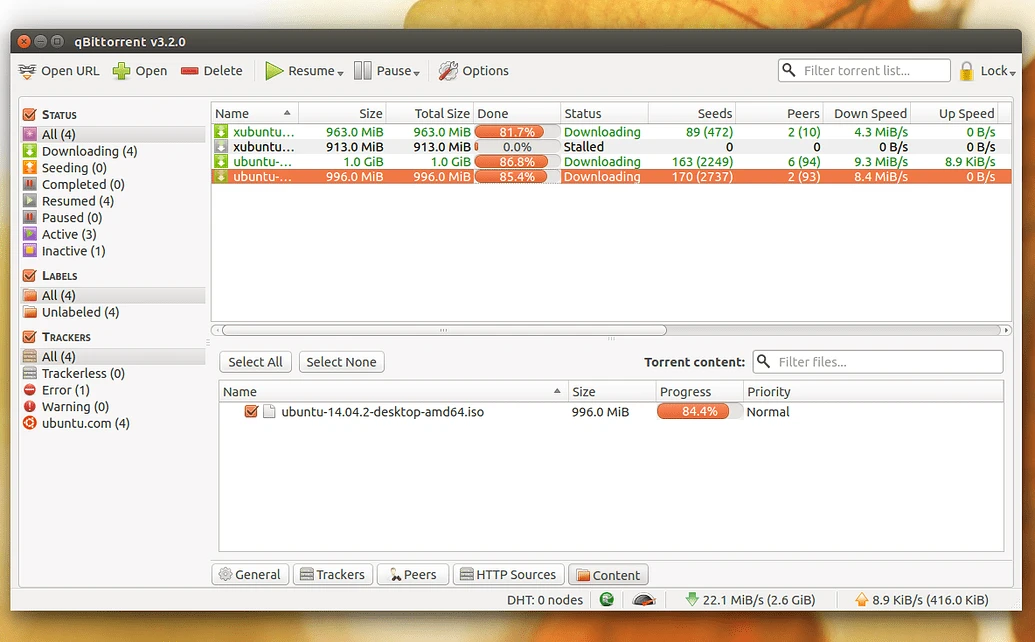 qBittorrent v3.2.0
Open URL Open Delete Resume Pause Options Filter torrent list... Lock
Status
All (4)
Downloading (4)
Seeding (0)
Completed (0)
Resumed (4)
Paused (0)
Active (3)
Inactive (1)
Labels
All (4)
Unlabeled (4)
Trackers
All (4)
Trackerless (0)
Error (1)
Warning (0)
ubuntu.com (4)
Name Size Total Size Done Status Seeds Peers Down Speed Up Speed
xubuntu... 963.0 MiB 963.0 MiB 81.7% Downloading 89 (472) 2 (10) 4.3 MiB/s 0 B/s
xubuntu... 913.0 MiB 913.0 MiB 0.0% Stalled 0 0 0 B/s 0 B/s
ubuntu-... 1.0 GiB 1.0 GiB 86.8% Downloading 163 (2249) 6 (94) 9.3 MiB/s 8.9 KiB/s
ubuntu-... 996.0 MiB 996.0 MiB 85.4% Downloading 170 (2737) 2 (93) 8.4 MiB/s 0 B/s
Select All Select None Torrent content: Filter files...
Name Size Progress Priority
ubuntu-14.04.2-desktop-amd64.iso 996.0 MiB 84.4% Normal
General Trackers Peers HTTP Sources Content
DHT: 0 nodes 22.1 MiB/s (2.6 GiB) 8.9 KiB/s (416.0 KiB)